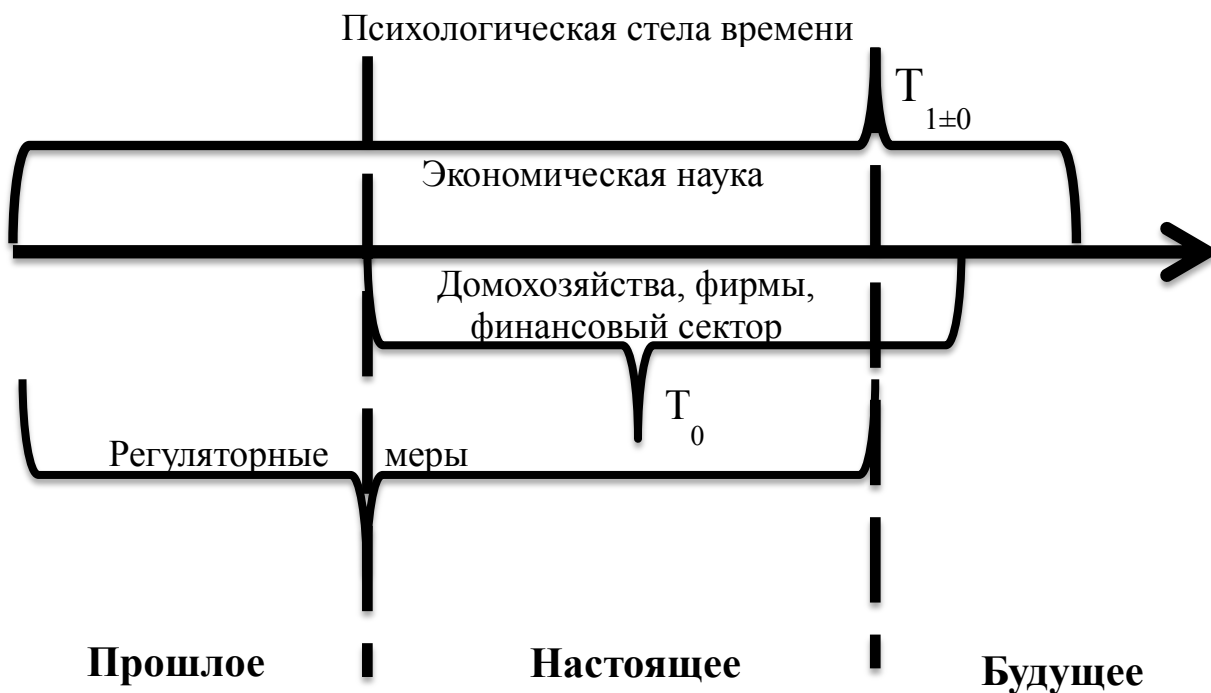 Психологическая стела времени
T1±0
Экономическая наука
Домохозяйства, фирмы,
финансовый сектор
T0
Регуляторные меры
Прошлое Настоящее Будущее